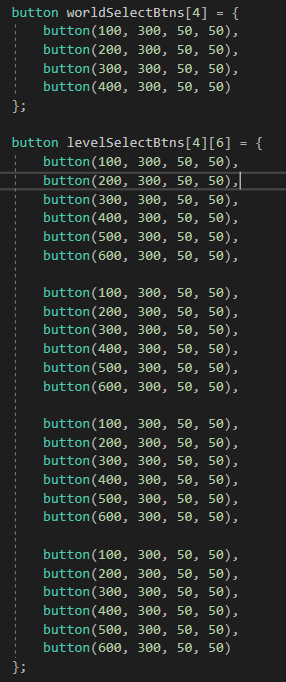 button worldSelectBtns[4] = {
button(100, 300, 50, 50),
button(200, 300, 50, 50),
button(300, 300, 50, 50),
button(400, 300, 50, 50)
};
button levelSelectBtns[4][6] = {
button(100, 300, 50, 50),
button(200, 300, 50, 50),
button(300, 300, 50, 50),
button(400, 300, 50, 50),
button(500, 300, 50, 50),
button(600, 300, 50, 50),
button(100, 300, 50, 50),
button(200, 300, 50, 50),
button(300, 300, 50, 50),
button(400, 300, 50, 50),
button(500, 300, 50, 50),
button(600, 300, 50, 50),
button(100, 300, 50, 50),
button(200, 300, 50, 50),
button(300, 300, 50, 50),
button(400, 300, 50, 50),
button(500, 300, 50, 50),
button(600, 300, 50, 50),
button(100, 300, 50, 50),
button(200, 300, 50, 50),
button(300, 300, 50, 50),
button(400, 300, 50, 50),
button(500, 300, 50, 50),
button(600, 300, 50, 50)
};